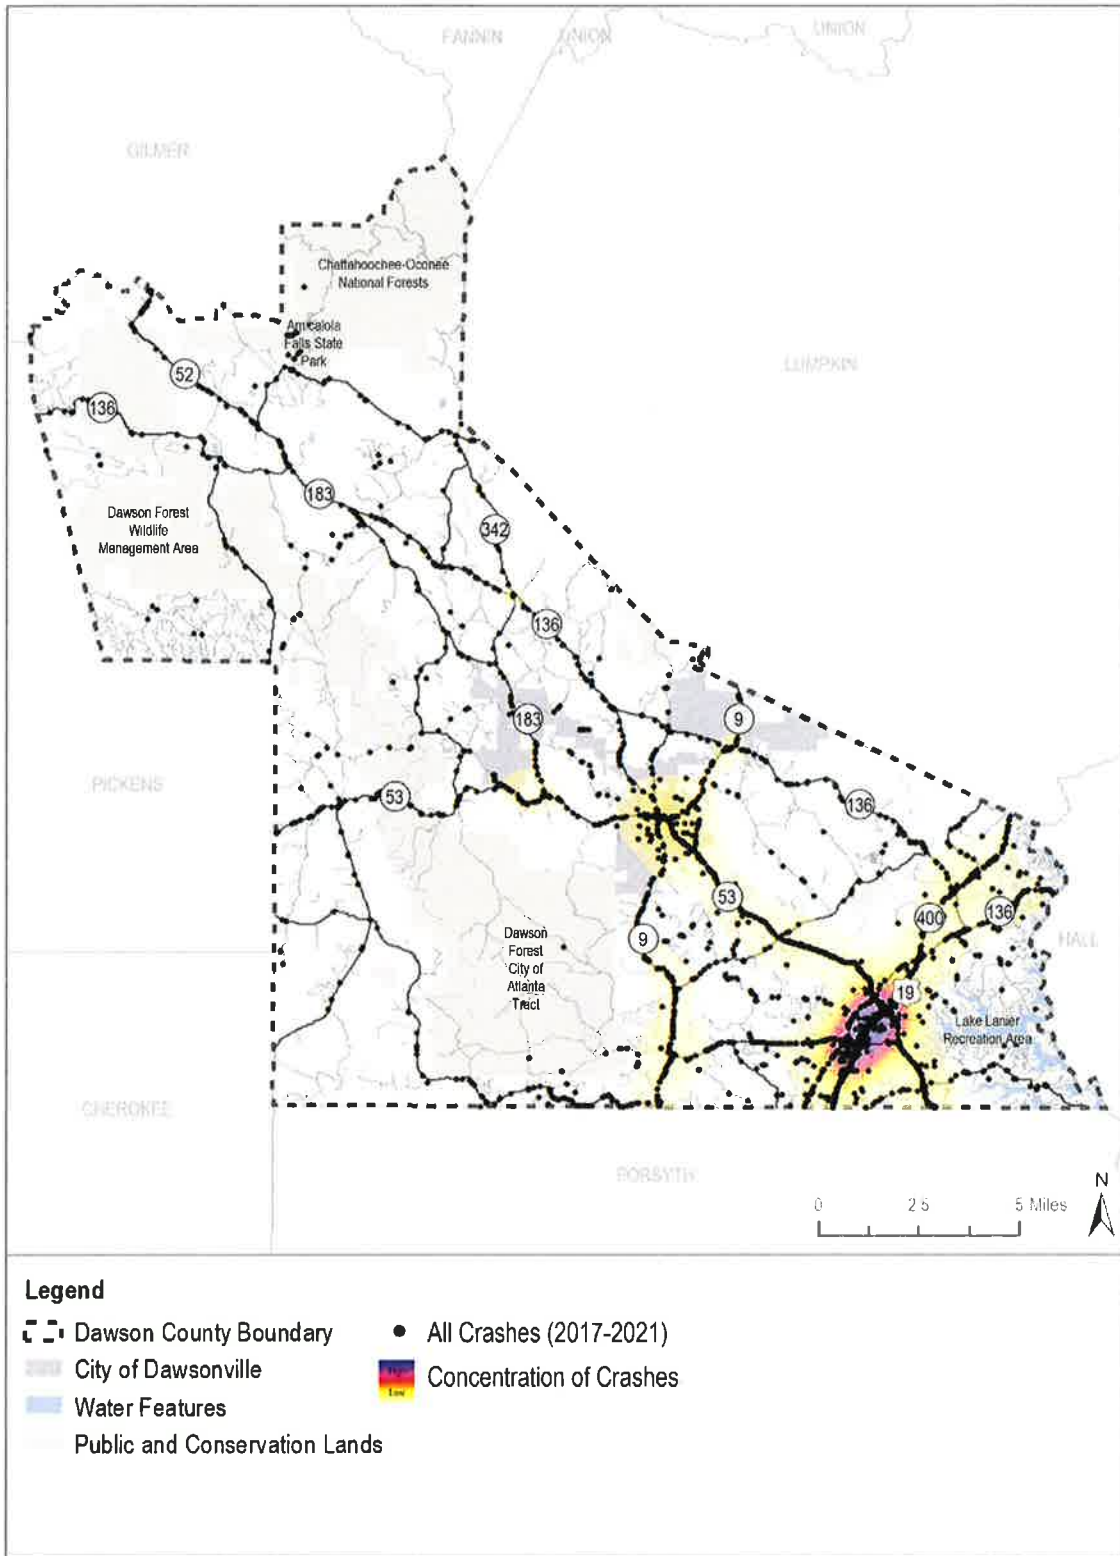 FANNIN
UNION
UNION
GILMER
Chattahoochee-Oconee
National Forests
Amicalola
Falls State
Park
LUMPKIN
52
136
183
342
Dawson Forest
Wildlife
Management Area
136
183
9
PICKENS
53
136
53
400
136
9
HALL
Dawson
Forest
City of
Atlanta
Tract
19
Lake Lanier
Recreation Area
CHEROKEE
FORSYTH
N
0 2.5 5 Miles
Legend
Dawson County Boundary
City of Dawsonville
Water Features
Public and Conservation Lands
All Crashes (2017-2021)
High
Low
Concentration of Crashes